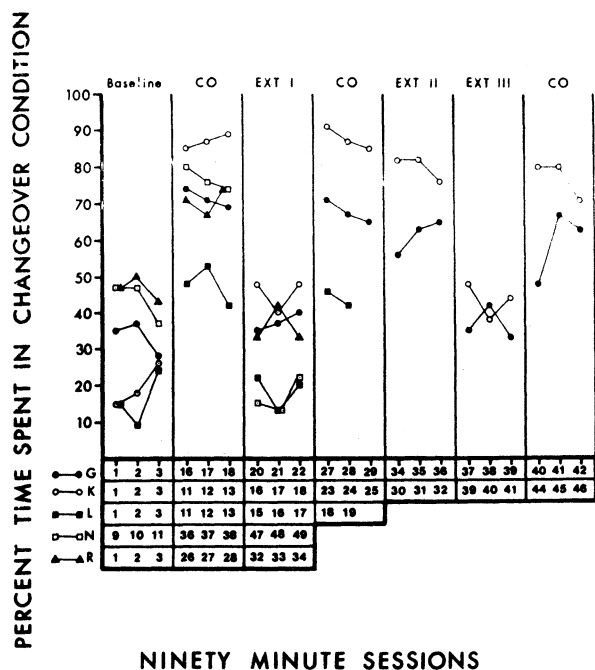 PERCENT TIME SPENT IN CHANGEOVER CONDITION
Baseline CO EXT I CO EXT II EXT III CO
100
90
80
70
60
50
40
30
20
10
G 1 2 3 16 17 18 20 21 22 27 28 29 34 35 36 37 38 39 40 41 42
K 1 2 3 11 12 13 16 17 18 23 24 25 30 31 32 39 40 41 44 45 46
L 1 2 3 11 12 13 15 16 17 18 19
N 9 10 11 36 37 38 47 48 49
R 1 2 3 26 27 28 32 33 34
NINETY MINUTE SESSIONS